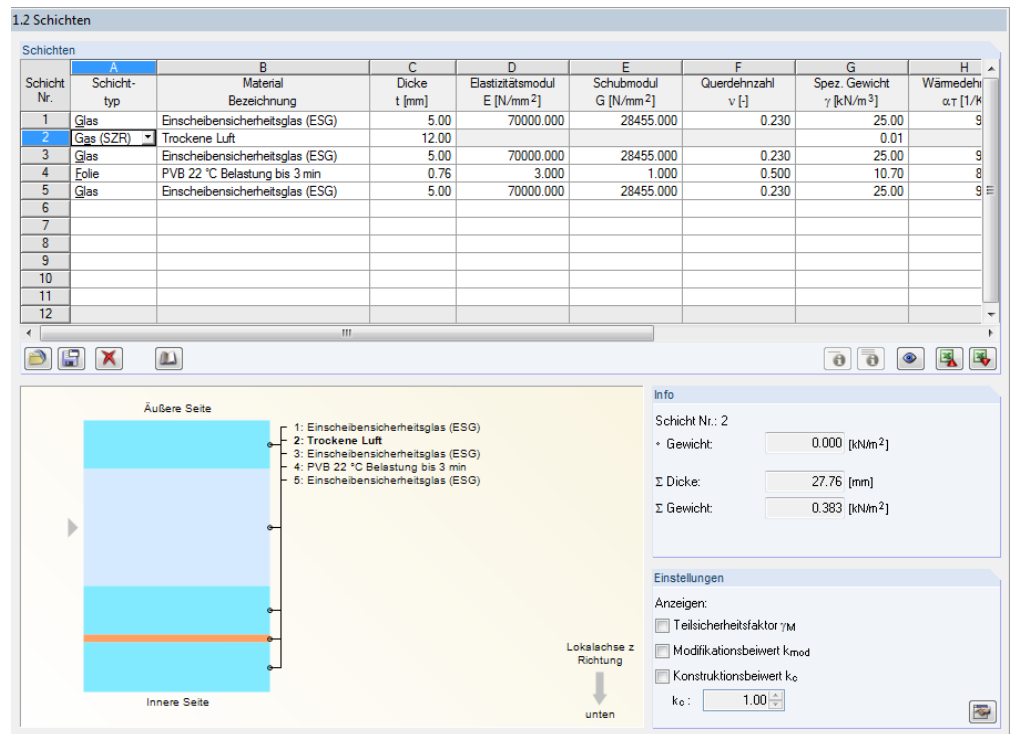 1.2 Schichten
Schichten
A B C D E F G H
Schicht Nr. Schicht-typ Material Bezeichnung Dicke t [mm] Elastizitätsmodul E [N/mm²] Schubmodul G [N/mm²] Querdehnzahl ν [-] Spez. Gewicht γ [kN/m³] Wärmedehn αT [1/K
1 Glas Einscheibensicherheitsglas (ESG) 5.00 70000.000 28455.000 0.230 25.00 9
2 Gas (SZR) Trockene Luft 12.00 0.01
3 Glas Einscheibensicherheitsglas (ESG) 5.00 70000.000 28455.000 0.230 25.00 9
4 Folie PVB 22 °C Belastung bis 3 min 0.76 3.000 1.000 0.500 10.70 8
5 Glas Einscheibensicherheitsglas (ESG) 5.00 70000.000 28455.000 0.230 25.00 9
6
7
8
9
10
11
12
Äußere Seite
1: Einscheibensicherheitsglas (ESG)
2: Trockene Luft
3: Einscheibensicherheitsglas (ESG)
4: PVB 22 °C Belastung bis 3 min
5: Einscheibensicherheitsglas (ESG)
Innere Seite
Lokalachse z
Richtung
unten
Info
Schicht Nr.: 2
∘ Gewicht: 0.000 [kN/m²]
Σ Dicke: 27.76 [mm]
Σ Gewicht: 0.383 [kN/m²]
Einstellungen
Anzeigen:
Teilsicherheitsfaktor γM
Modifikationsbeiwert kmod
Konstruktionsbeiwert kc
kc : 1.00